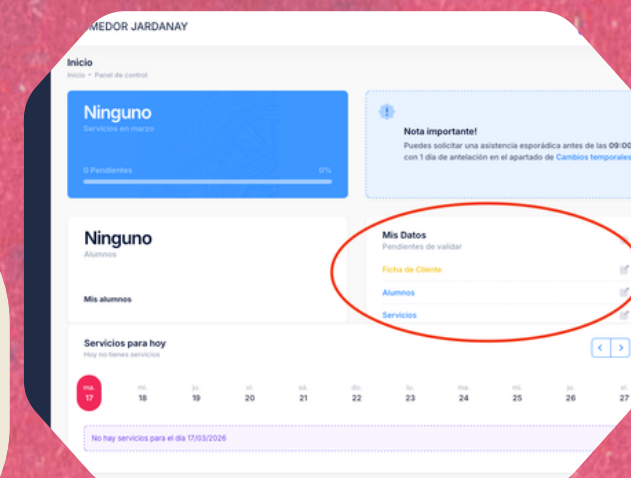 MEDOR JARDANAY
Inicio
Inicio • Panel de control
Ninguno
Servicios en marzo
0 Pendientes 0%
Nota importante!
Puedes solicitar una asistencia esporádica antes de las 09:00
con 1 día de antelación en el apartado de Cambios temporales
Ninguno
Alumnos
Mis alumnos
Mis Datos
Pendientes de validar
Ficha de Cliente
Alumnos
Servicios
Servicios para hoy
Hoy no tienes servicios
ma. mi. ju. vi. sá. do. lu. ma. mi. ju. vi.
17 18 19 20 21 22 23 24 25 26 27
No hay servicios para el día 17/03/2026